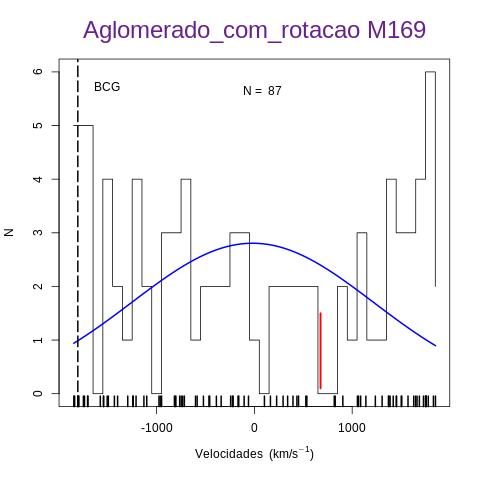 Aglomerado_com_rotacao M169
BCG
N = 87
N
6
5
4
3
2
1
0
-1000 0 1000
Velocidades (km/s⁻¹)